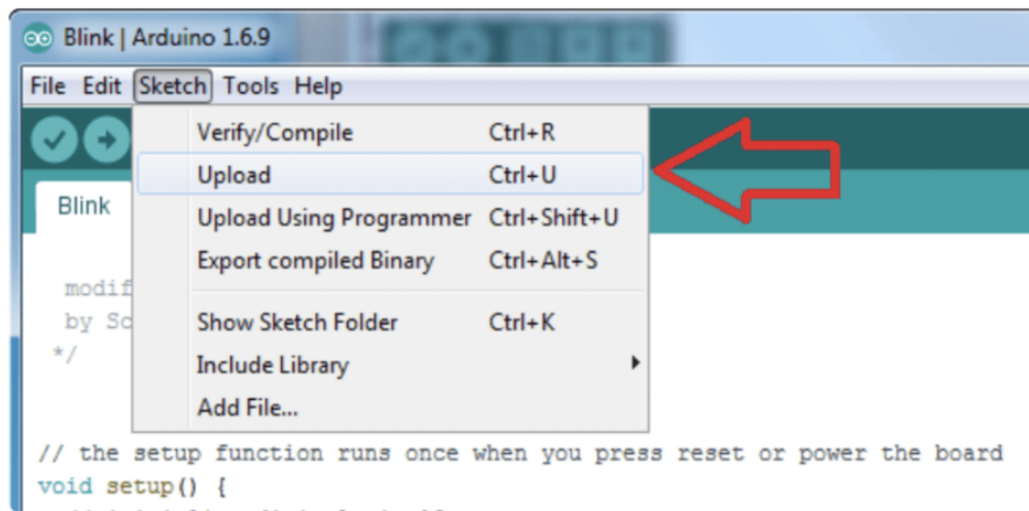 Blink | Arduino 1.6.9
File Edit Sketch Tools Help
Verify/Compile Ctrl+R
Upload Ctrl+U
Blink
Upload Using Programmer Ctrl+Shift+U
Export compiled Binary Ctrl+Alt+S
modif
by Sc
Show Sketch Folder Ctrl+K
*/
Include Library
Add File...
// the setup function runs once when you press reset or power the board
void setup() {